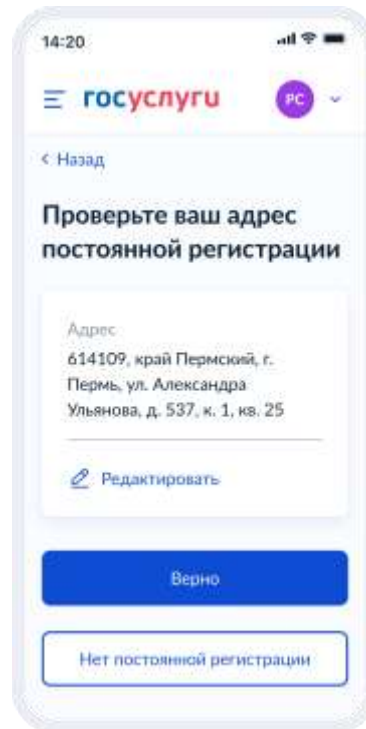 14:20
госуслуги РС
Назад
Проверьте ваш адрес
постоянной регистрации
Адрес
614109, край Пермский, г.
Пермь, ул. Александра
Ульянова, д. 537, к. 1, кв. 25
Редактировать
Верно
Нет постоянной регистрации